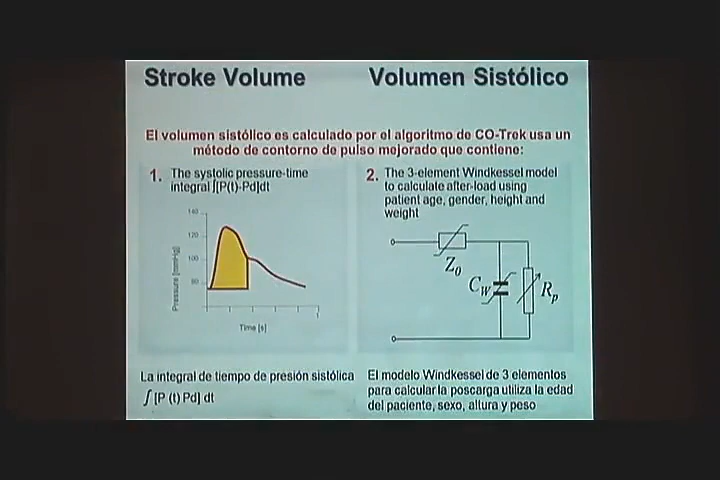 Stroke Volume
Volumen Sistólico
El volumen sistólico es calculado por el algoritmo de CO-Trek usa un
método de contorno de pulso mejorado que contiene:
1. The systolic pressure-time
integral ∫[P(t)-Pd]dt
140
120
100
80
Pressure [mmHg]
Time [s]
La integral de tiempo de presión sistólica
∫ [P (t) Pd] dt
2. The 3-element Windkessel model
to calculate after-load using
patient age, gender, height and
weight
Z0
CW
Rp
El modelo Windkessel de 3 elementos
para calcular la poscarga utiliza la edad
del paciente, sexo, altura y peso